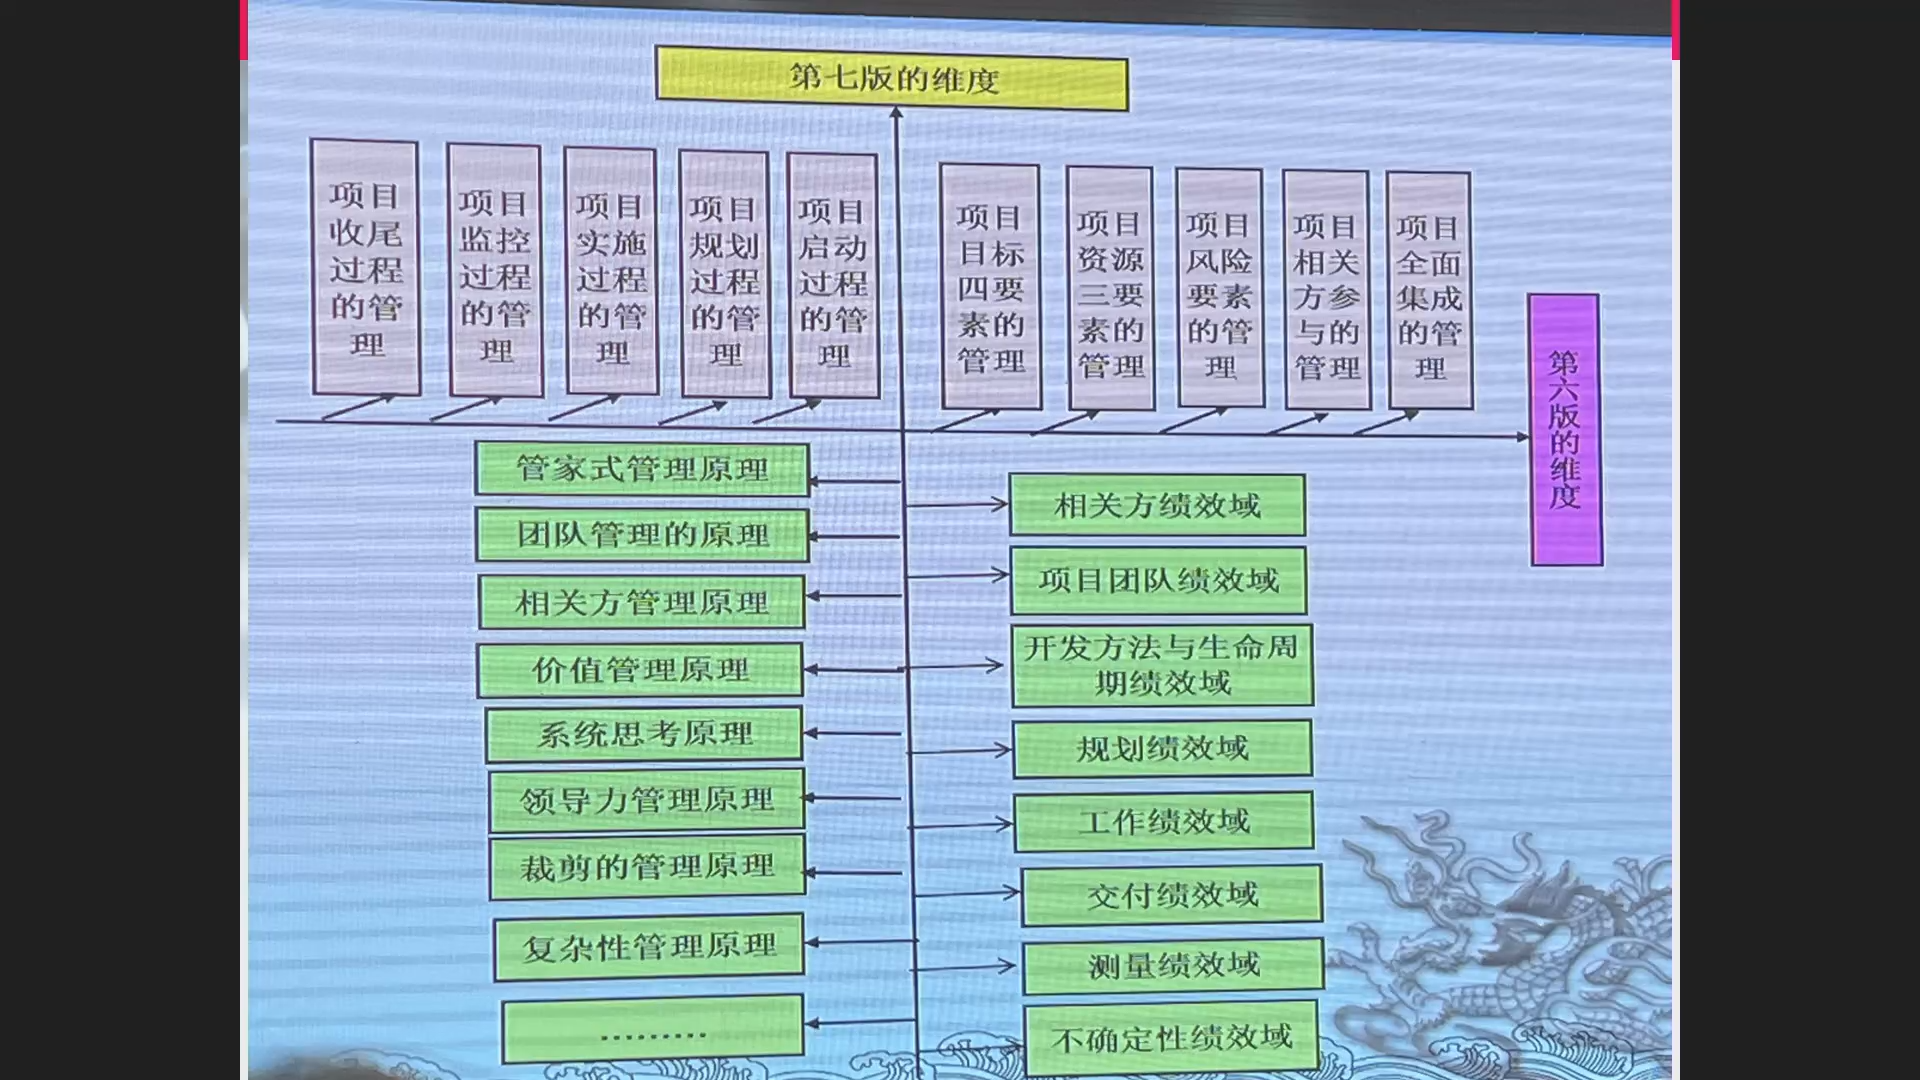 第七版的维度
项目
收尾
过程
的管
理
项目
监控
过程
的管
理
项目
实施
过程
的管
理
项目
规划
过程
的管
理
项目
启动
过程
的管
理
项目
目标
四要
素的
管理
项目
资源
三要
素的
管理
项目
风险
要素
的管
理
项目
相关
方参
与的
管理
项目
全面
集成
的管
理
第六版的维度
管家式管理原理
团队管理的原理
相关方管理原理
价值管理原理
系统思考原理
领导力管理原理
裁剪的管理原理
复杂性管理原理
.........
相关方绩效域
项目团队绩效域
开发方法与生命周
期绩效域
规划绩效域
工作绩效域
交付绩效域
测量绩效域
不确定性绩效域